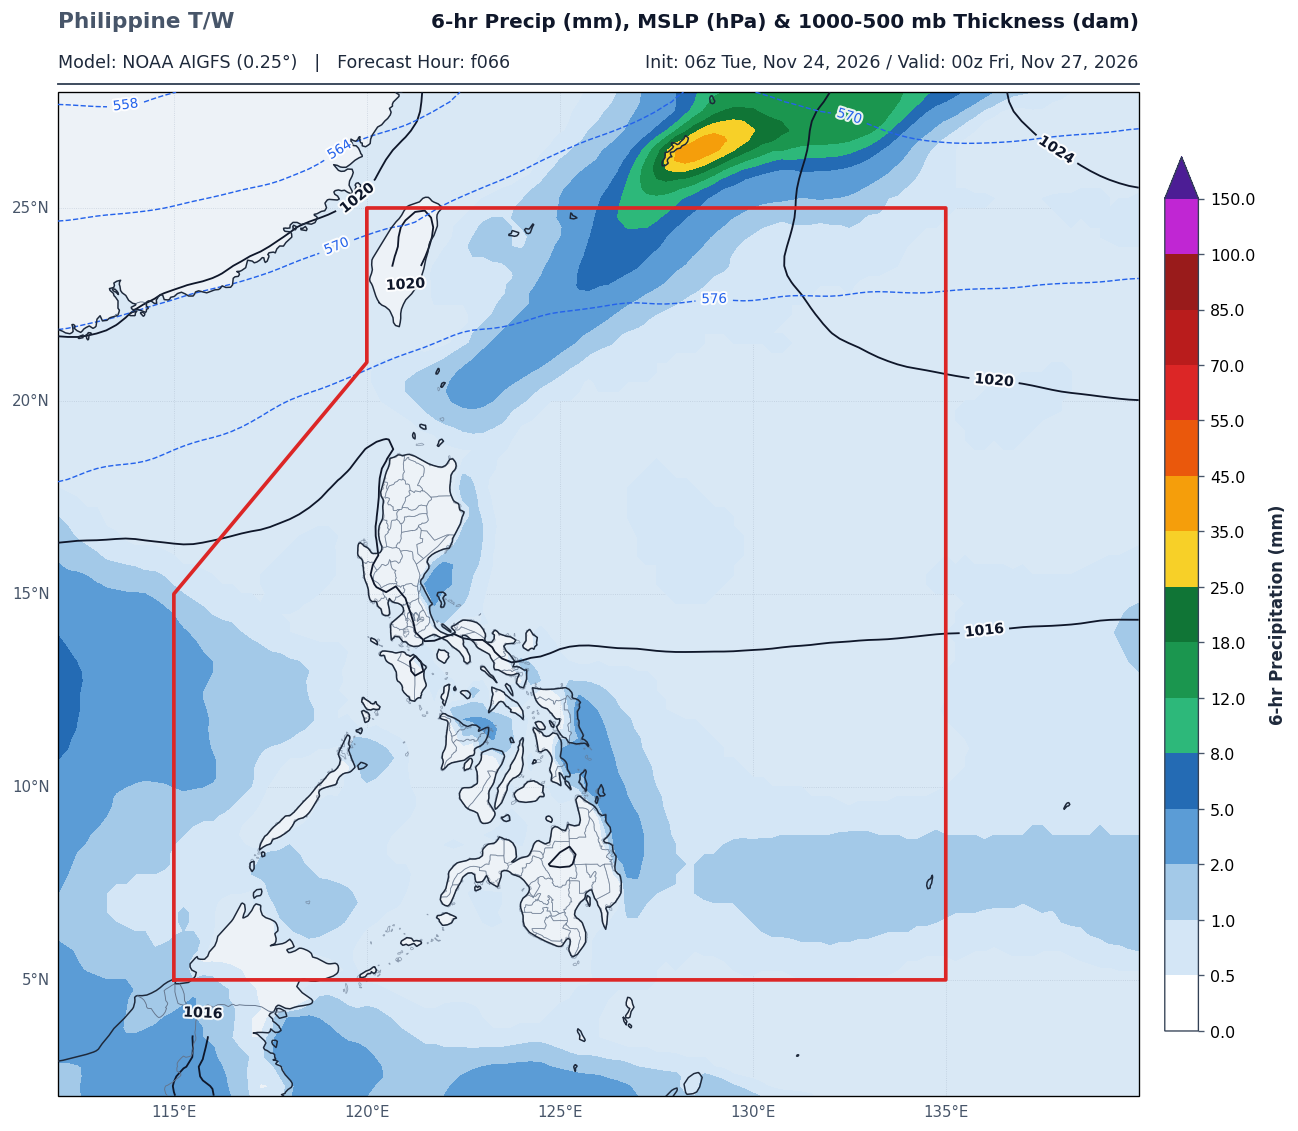 Philippine T/W
6-hr Precip (mm), MSLP (hPa) & 1000-500 mb Thickness (dam)
Model: NOAA AIGFS (0.25°)   |   Forecast Hour: f066
Init: 06z Tue, Nov 24, 2026 / Valid: 00z Fri, Nov 27, 2026
558
570
564
1024
1020
25°N
570
1020
576
1020
20°N
15°N
1016
10°N
5°N
1016
115°E
120°E
125°E
130°E
135°E
150.0
100.0
85.0
70.0
55.0
45.0
35.0
25.0
18.0
12.0
8.0
5.0
2.0
1.0
0.5
0.0
6-hr Precipitation (mm)